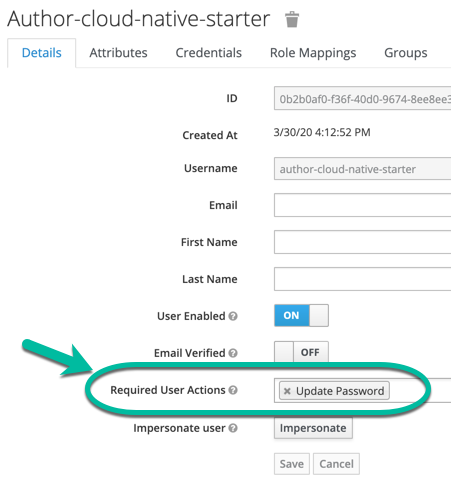 Author-cloud-native-starter
Details Attributes Credentials Role Mappings Groups
ID 0b2b0af0-f36f-40d0-9674-8ee8ee3
Created At 3/30/20 4:12:52 PM
Username author-cloud-native-starter
Email
First Name
Last Name
User Enabled ON
Email Verified OFF
Required User Actions × Update Password
Impersonate user Impersonate
Save Cancel